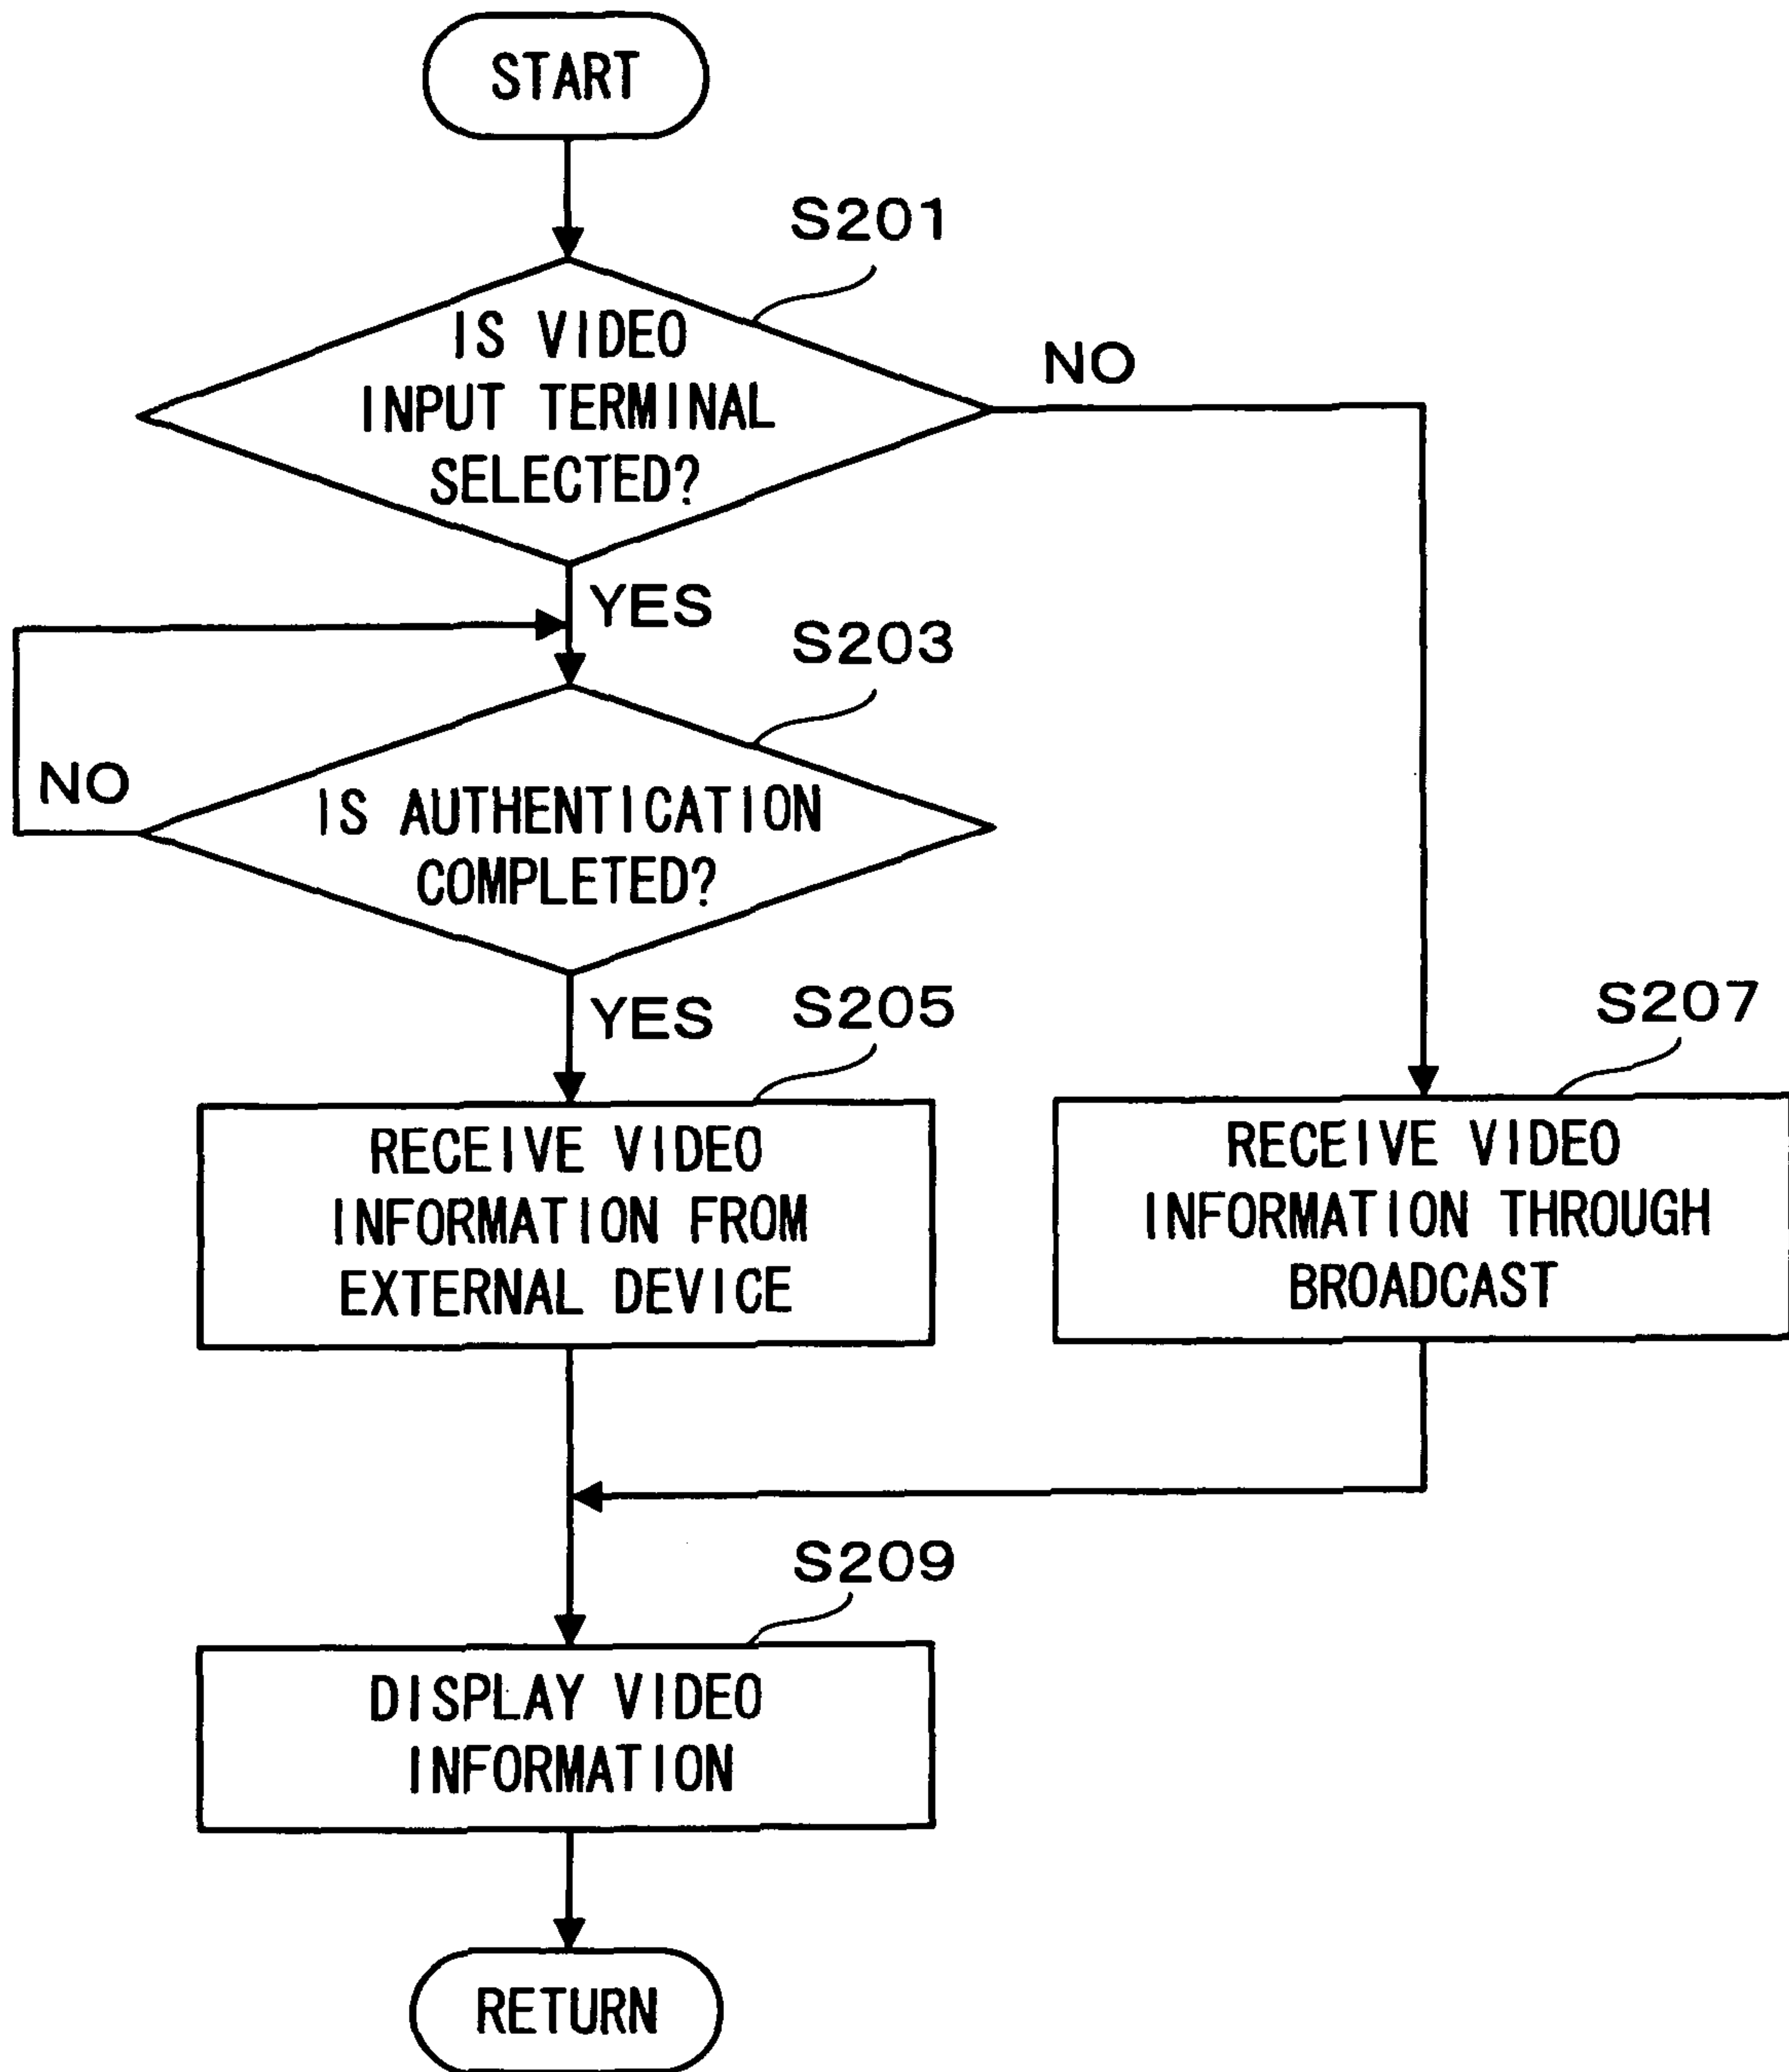 START
S201
IS VIDEO
INPUT TERMINAL
SELECTED?
NO
YES
S203
NO
IS AUTHENTICATION
COMPLETED?
YES
S205
S207
RECEIVE VIDEO
INFORMATION FROM
EXTERNAL DEVICE
RECEIVE VIDEO
INFORMATION THROUGH
BROADCAST
S209
DISPLAY VIDEO
INFORMATION
RETURN